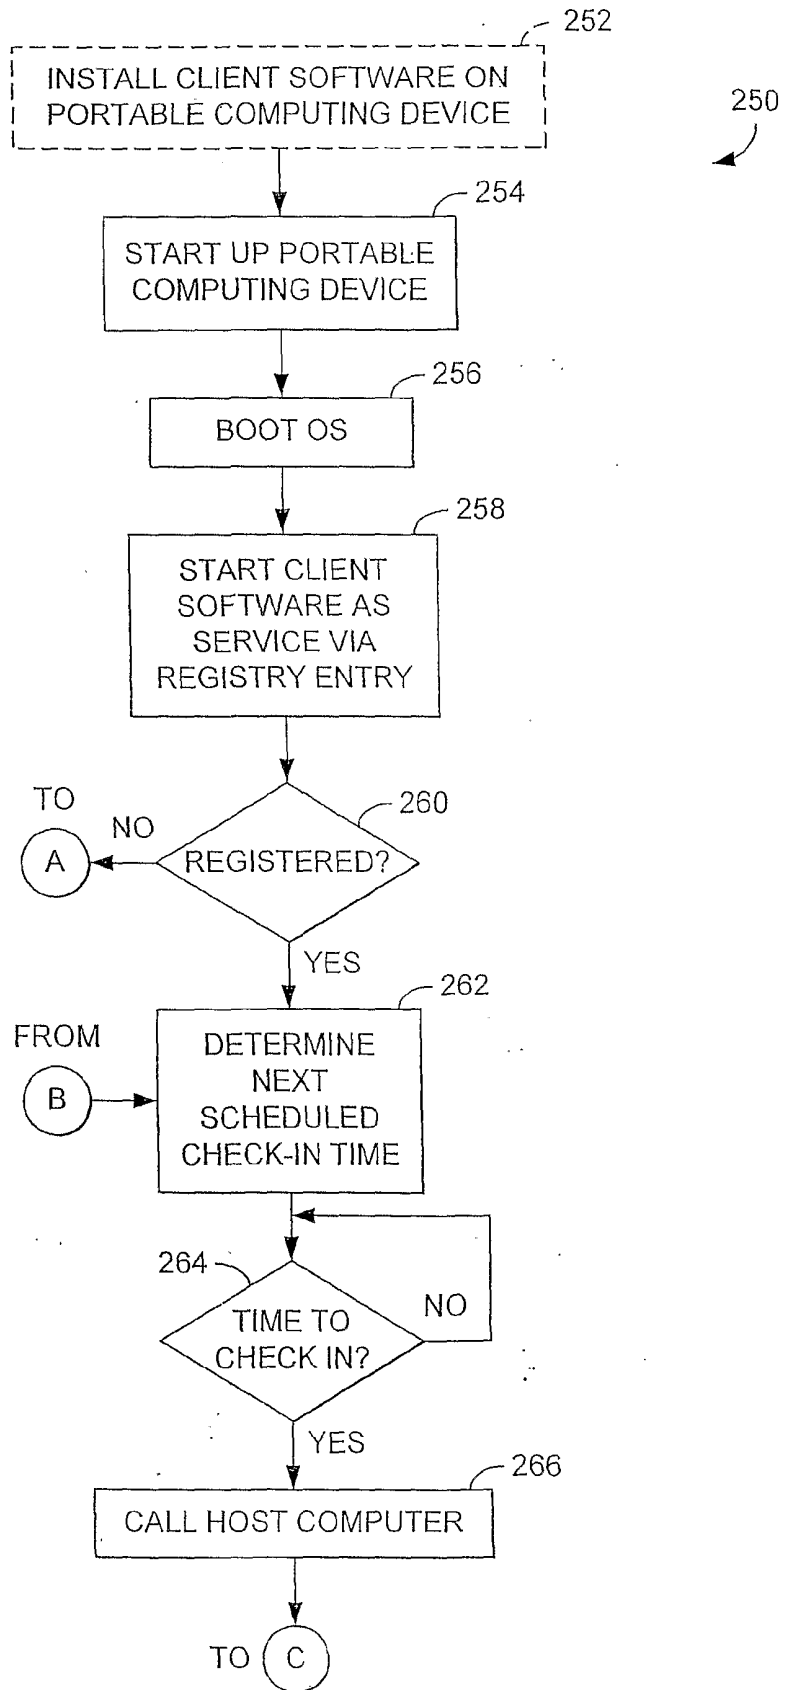 252
INSTALL CLIENT SOFTWARE ON
PORTABLE COMPUTING DEVICE
250
254
START UP PORTABLE
COMPUTING DEVICE
256
BOOT OS
258
START CLIENT
SOFTWARE AS
SERVICE VIA
REGISTRY ENTRY
TO
A
NO
260
REGISTERED?
YES
262
FROM
B
DETERMINE
NEXT
SCHEDULED
CHECK-IN TIME
264
TIME TO
CHECK IN?
NO
YES
266
CALL HOST COMPUTER
TO C